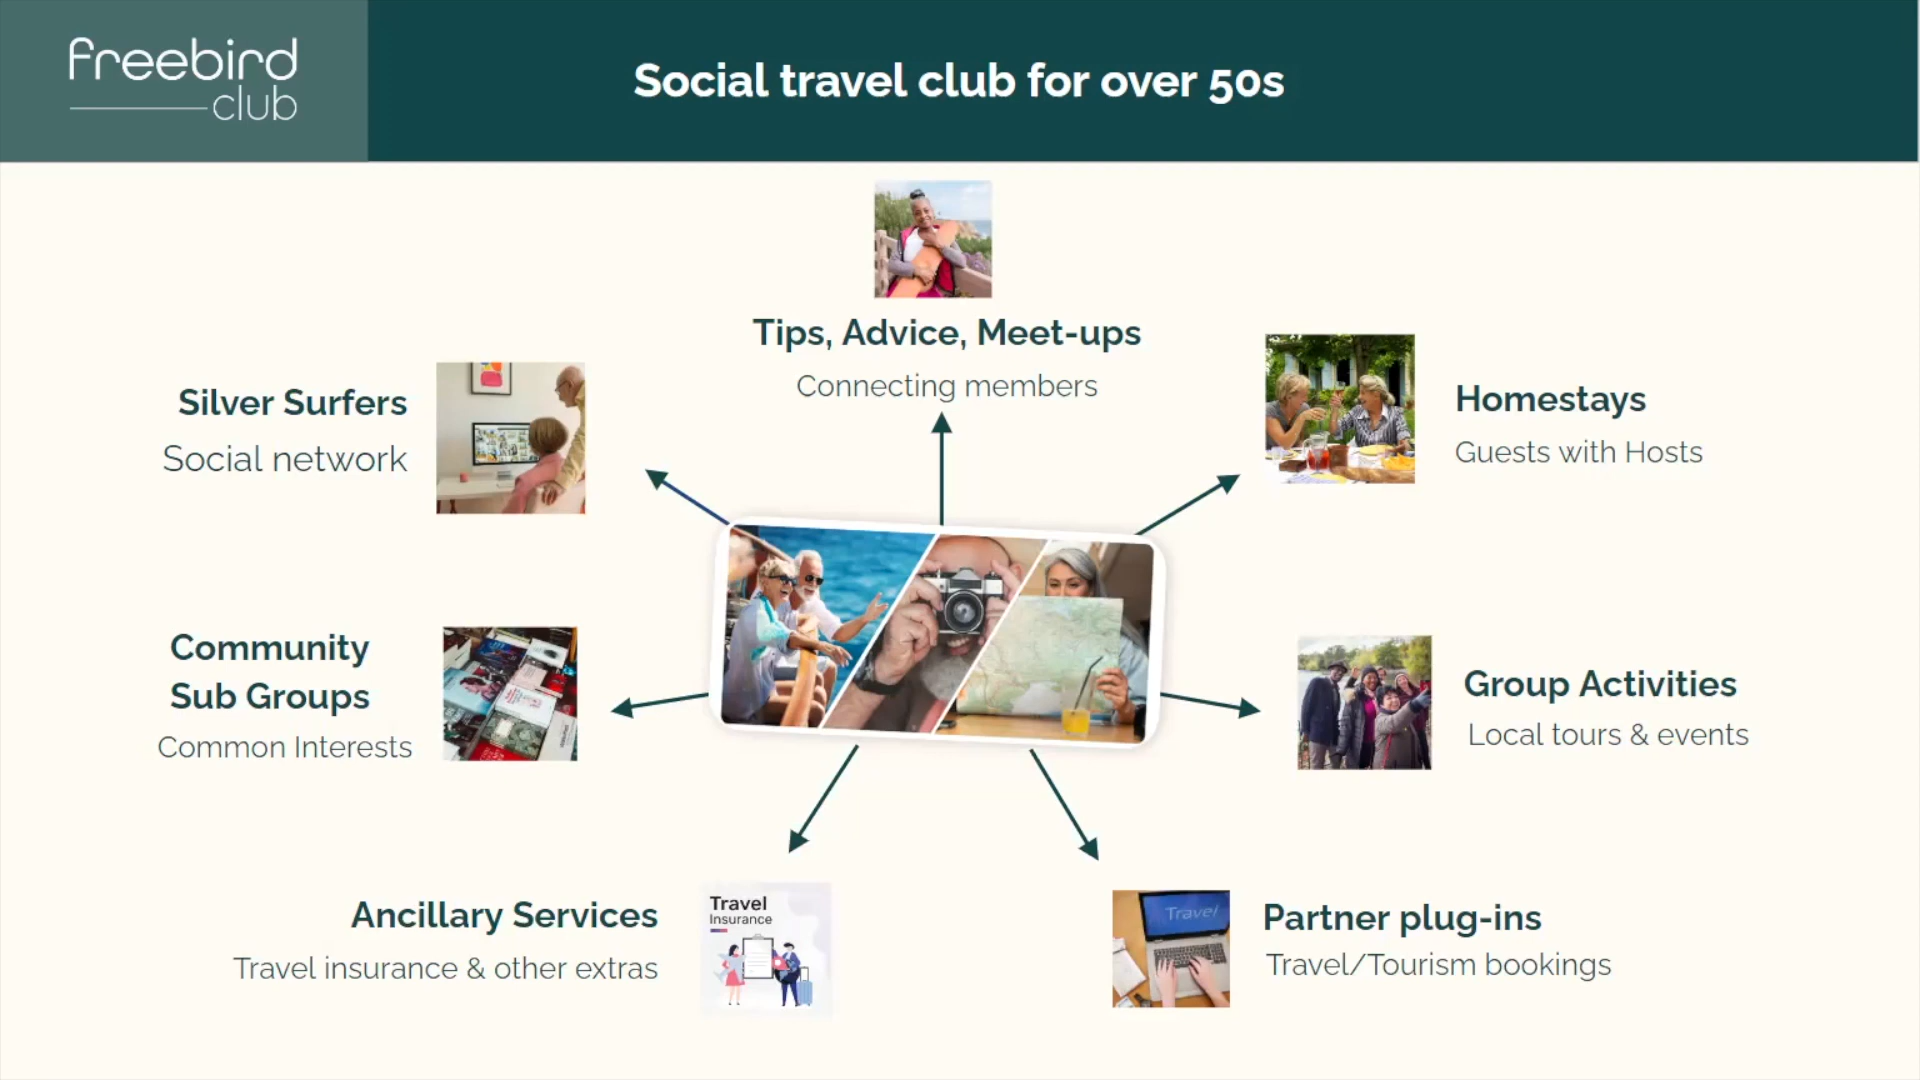 freebird
club
Social travel club for over 50s
Tips, Advice, Meet-ups
Connecting members
Silver Surfers
Social network
Homestays
Guests with Hosts
Community
Sub Groups
Common Interests
Group Activities
Local tours & events
Ancillary Services
Travel insurance & other extras
Travel
Insurance
Travel
Partner plug-ins
Travel/Tourism bookings